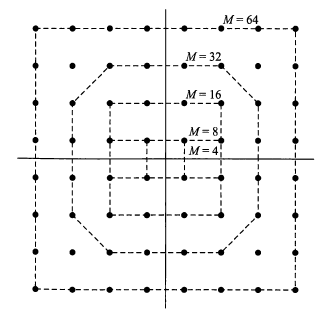 M = 64
M = 32
M = 16
M = 8
M = 4